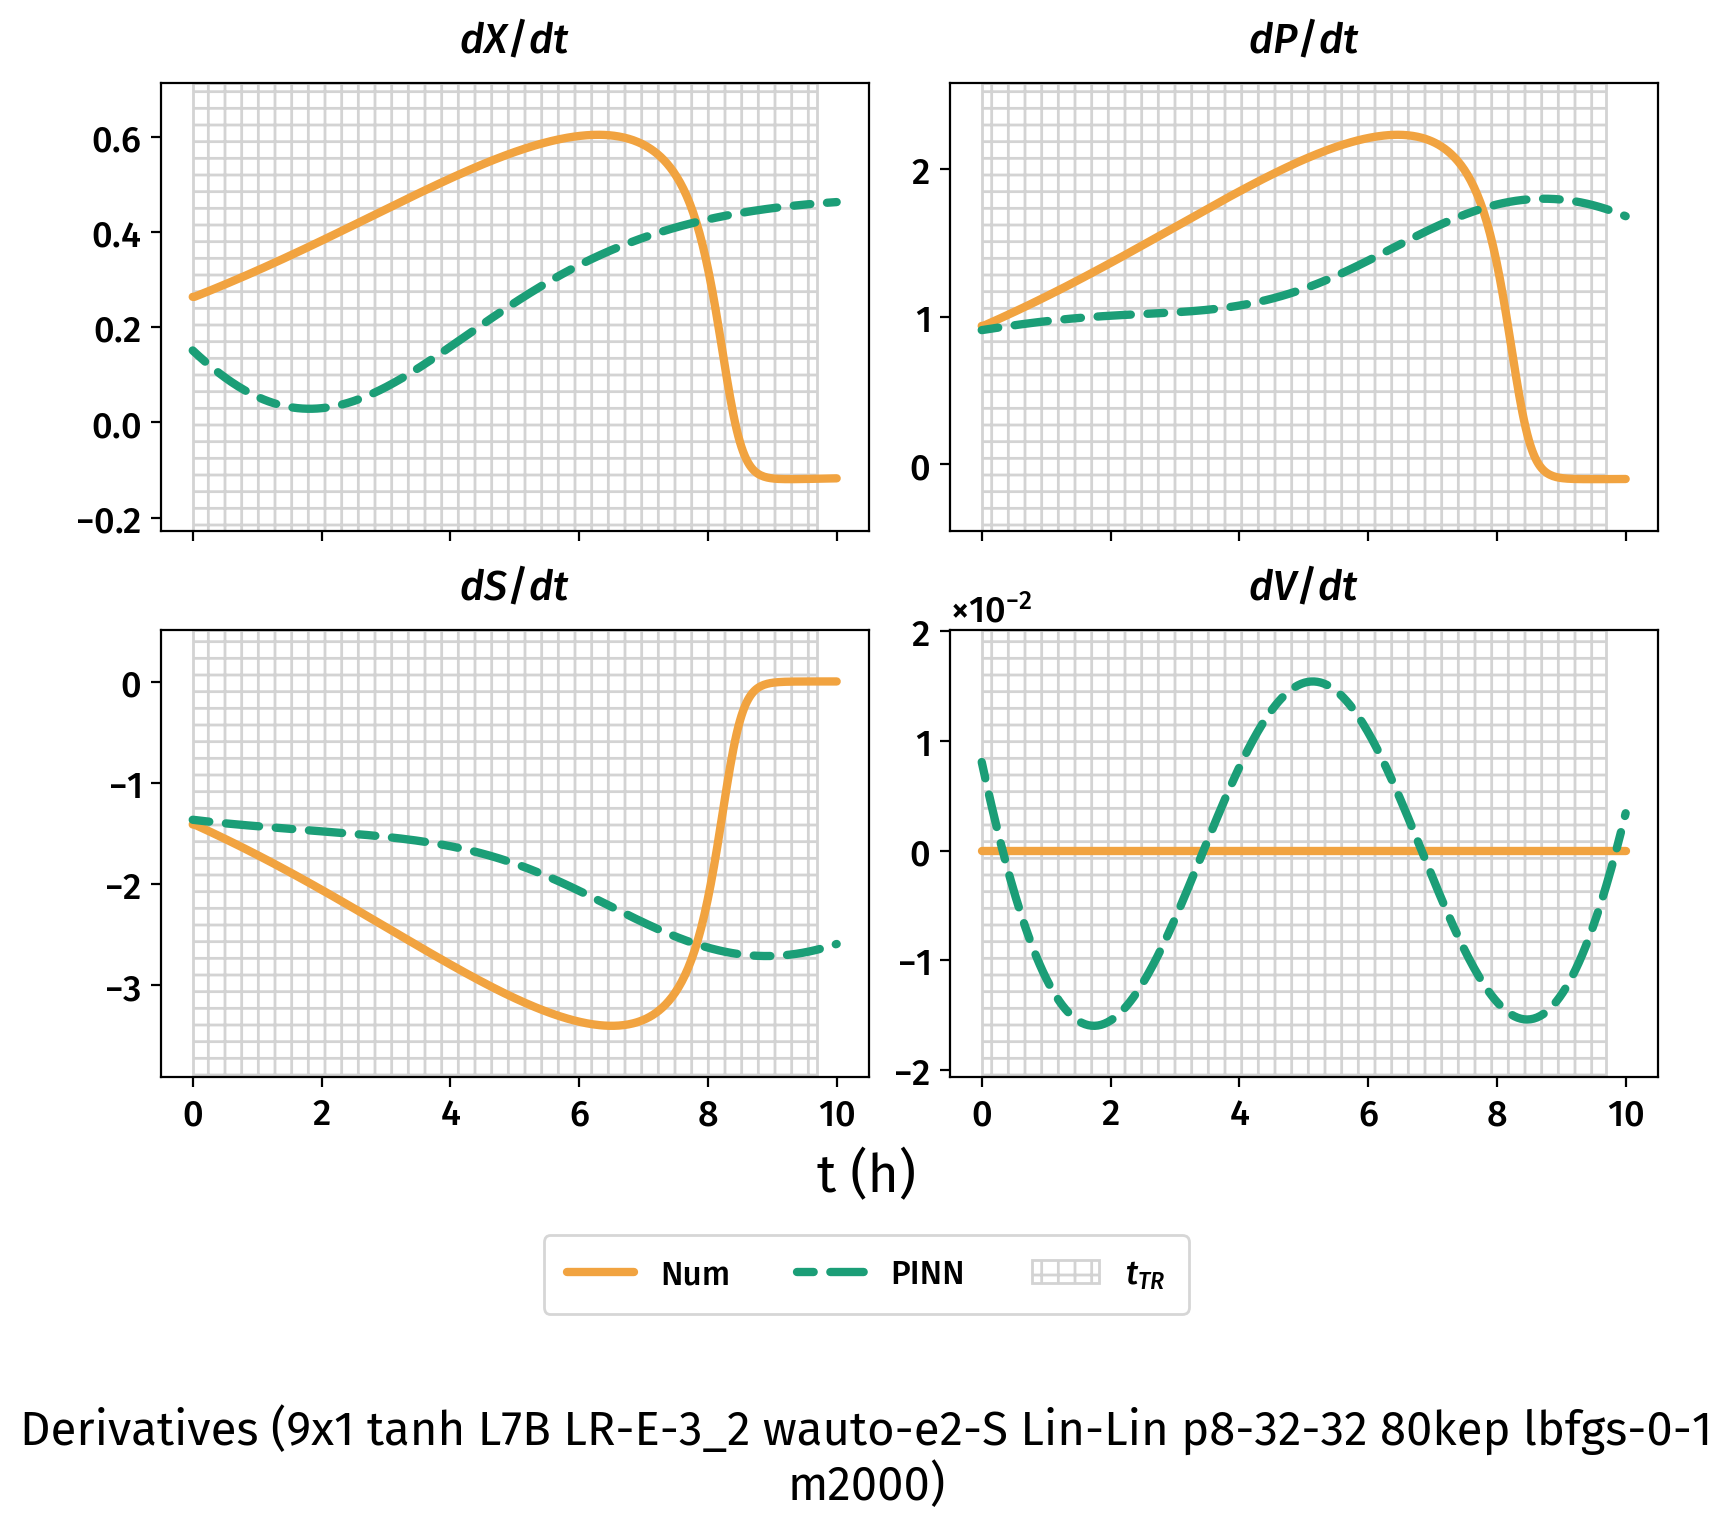 dX/dt
dP/dt
0.6
0.4
0.2
0.0
−0.2
2
1
0
dS/dt
dV/dt
×10⁻²
0
−1
−2
−3
2
1
0
−1
−2
0 2 4 6 8 10
0 2 4 6 8 10
t (h)
Num PINN t_TR
Derivatives (9x1 tanh L7B LR-E-3_2 wauto-e2-S Lin-Lin p8-32-32 80kep lbfgs-0-1
m2000)